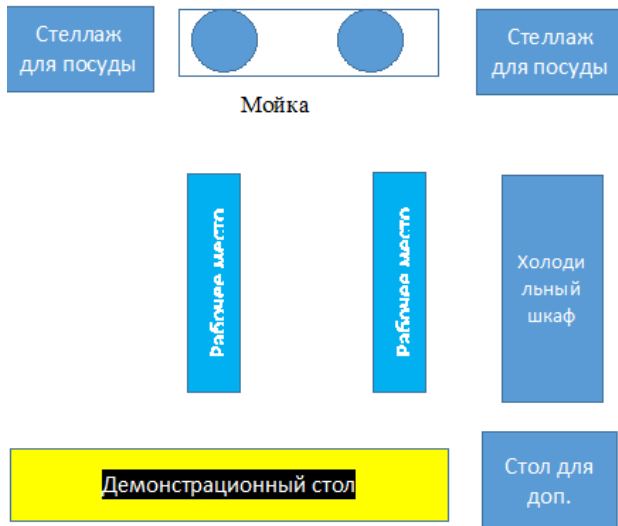 Стеллаж
для посуды
Стеллаж
для посуды
Мойка
Рабочее место
Рабочее место
Холоди
льный
шкаф
Демонстрационный стол
Стол для
доп.